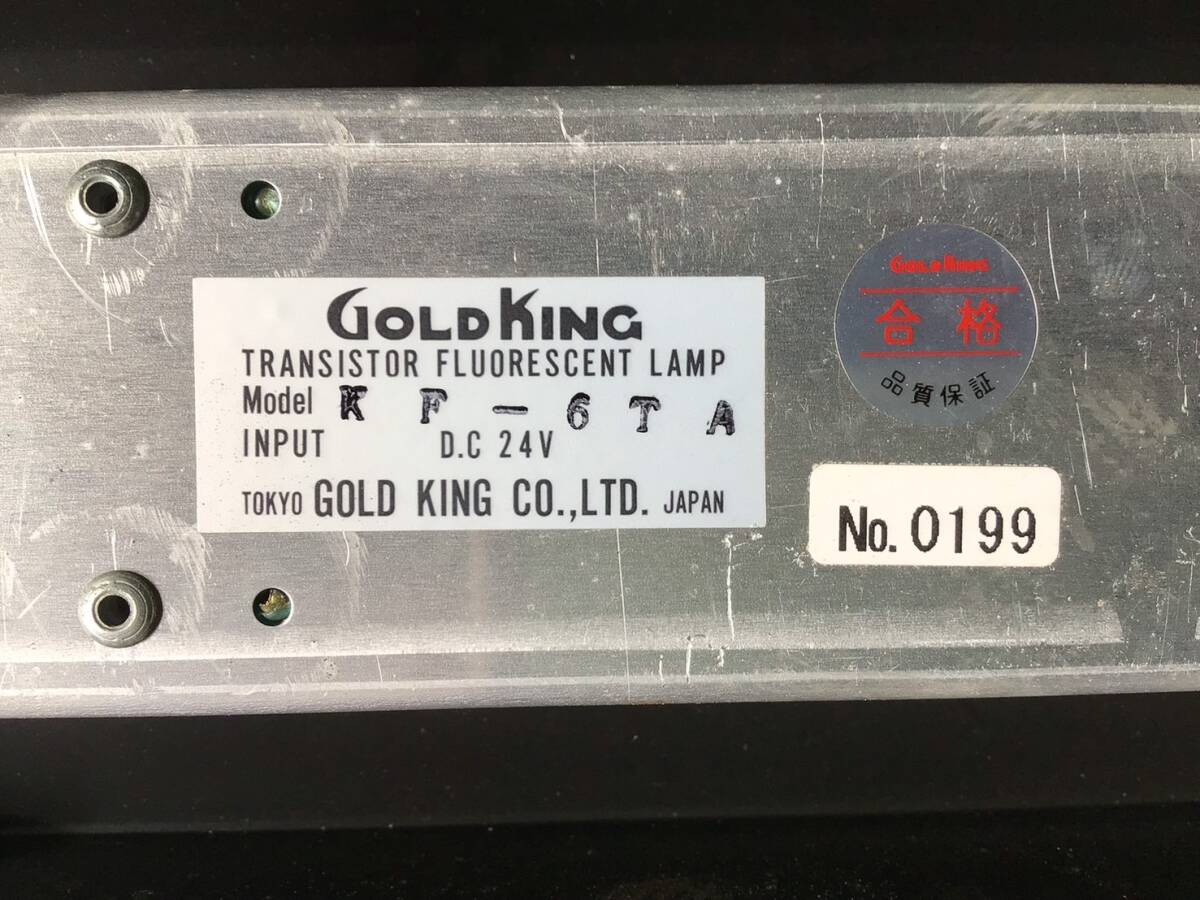 GOLD KING
TRANSISTOR FLUORESCENT LAMP
Model KF-6TA
INPUT D.C 24V
TOKYO GOLD KING CO.,LTD. JAPAN
GOLD KING
合格
品質保証
No. 0199